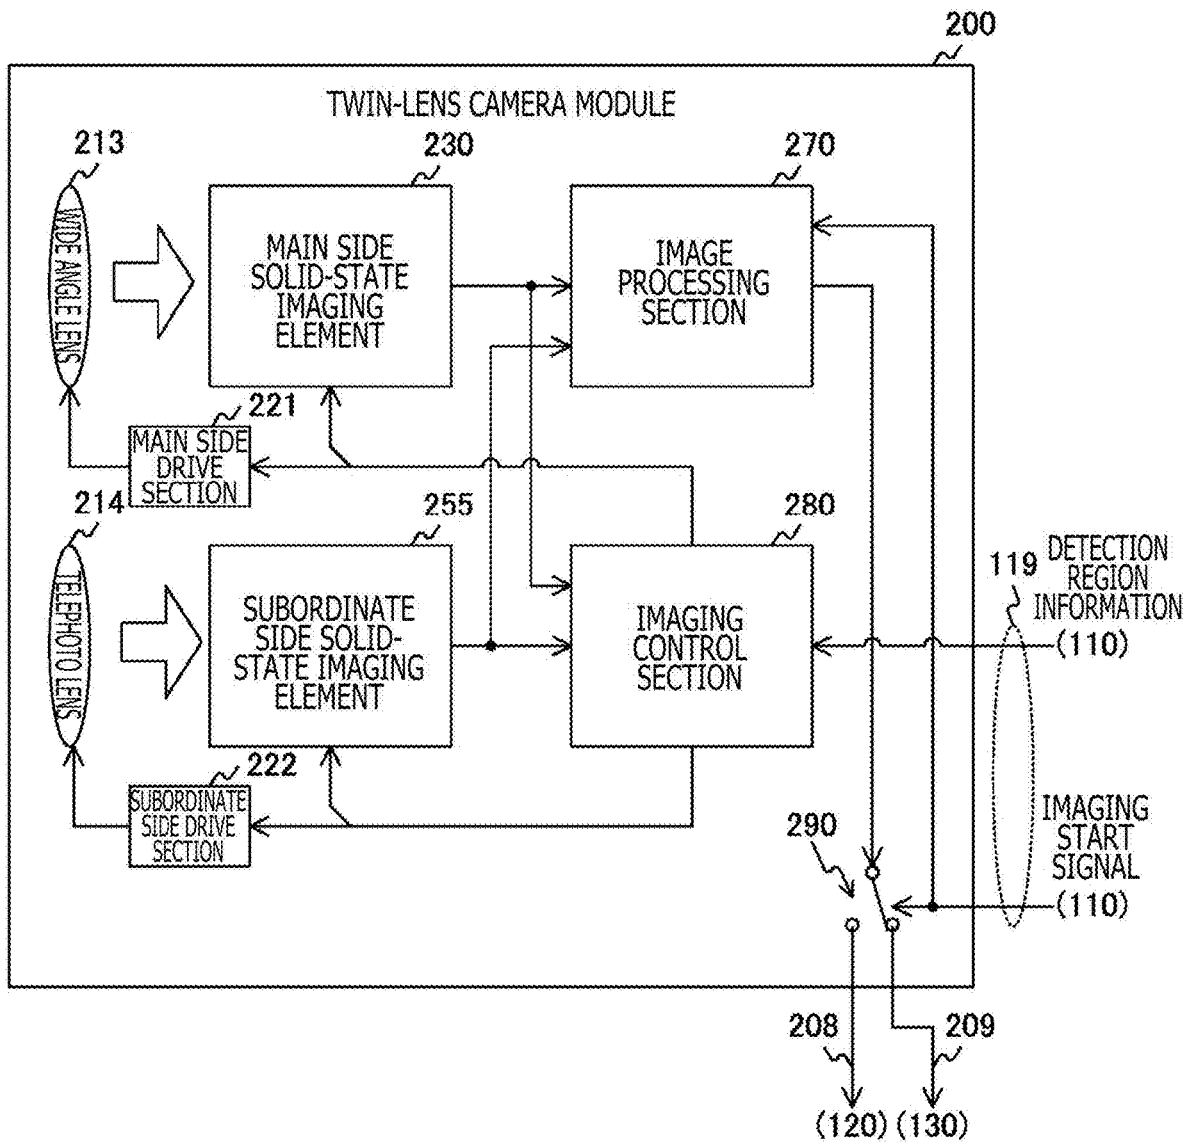 200
TWIN-LENS CAMERA MODULE
213
230
270
WIDE ANGLE LENS
MAIN SIDE
SOLID-STATE
IMAGING
ELEMENT
IMAGE
PROCESSING
SECTION
221
MAIN SIDE
DRIVE
SECTION
214
255
280
TELEPHOTO LENS
SUBORDINATE
SIDE SOLID-
STATE IMAGING
ELEMENT
IMAGING
CONTROL
SECTION
119
DETECTION
REGION
INFORMATION
(110)
222
SUBORDINATE
SIDE DRIVE
SECTION
290
IMAGING
START
SIGNAL
(110)
208
209
(120)
(130)